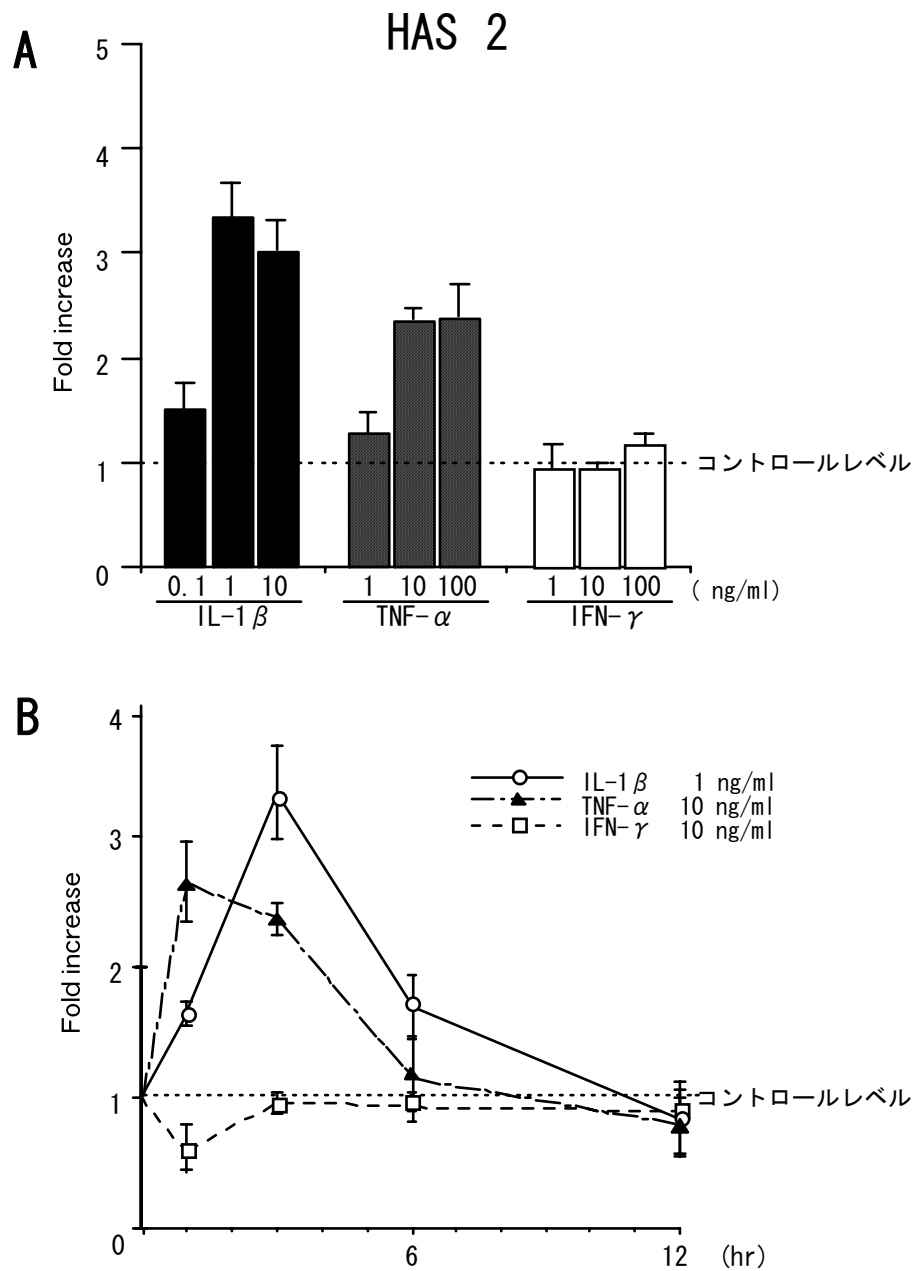 A
HAS 2
5
4
3
2
1
0
Fold increase
コントロールレベル
0.1 1 10 1 10 100 1 10 100 ( ng/ml)
IL-1β TNF-α IFN-γ
B
4
3
2
1
0
Fold increase
IL-1β 1 ng/ml
TNF-α 10 ng/ml
IFN-γ 10 ng/ml
コントロールレベル
6 12 (hr)